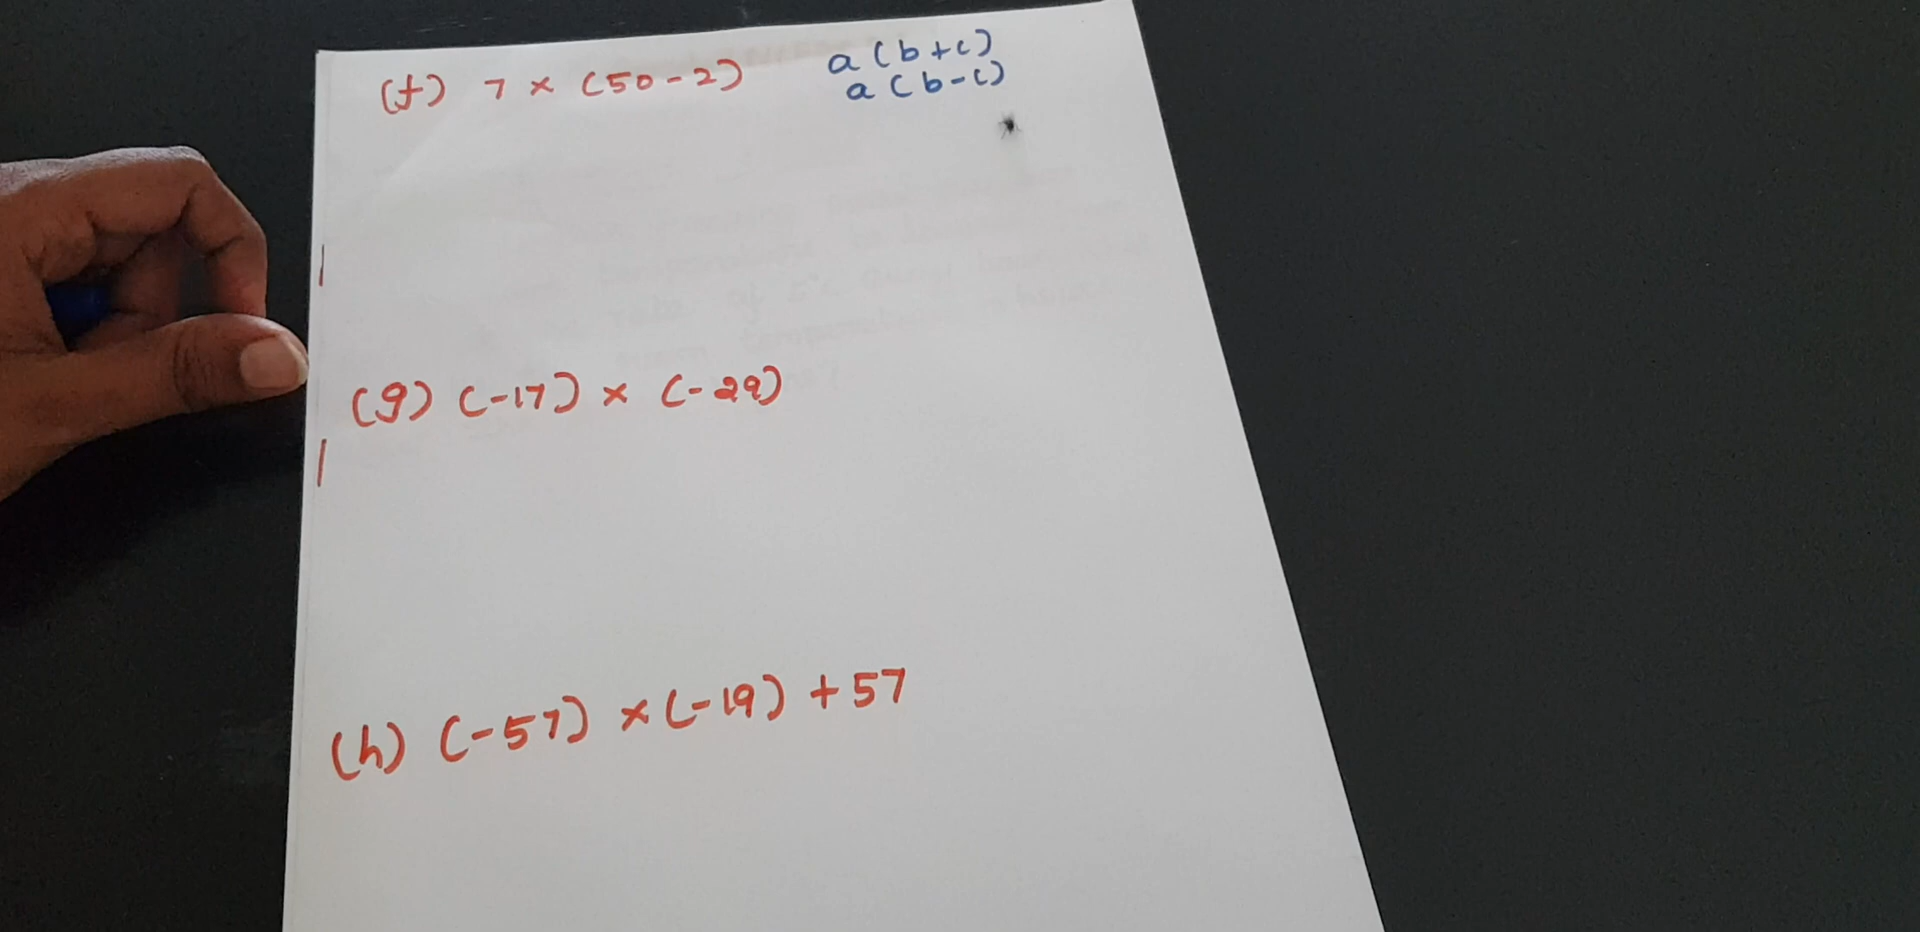 (f) 7 × (50-2) a(b+c)
a(b-c)
(g) (-17) × (-29)
(h) (-57) × (-19) + 57